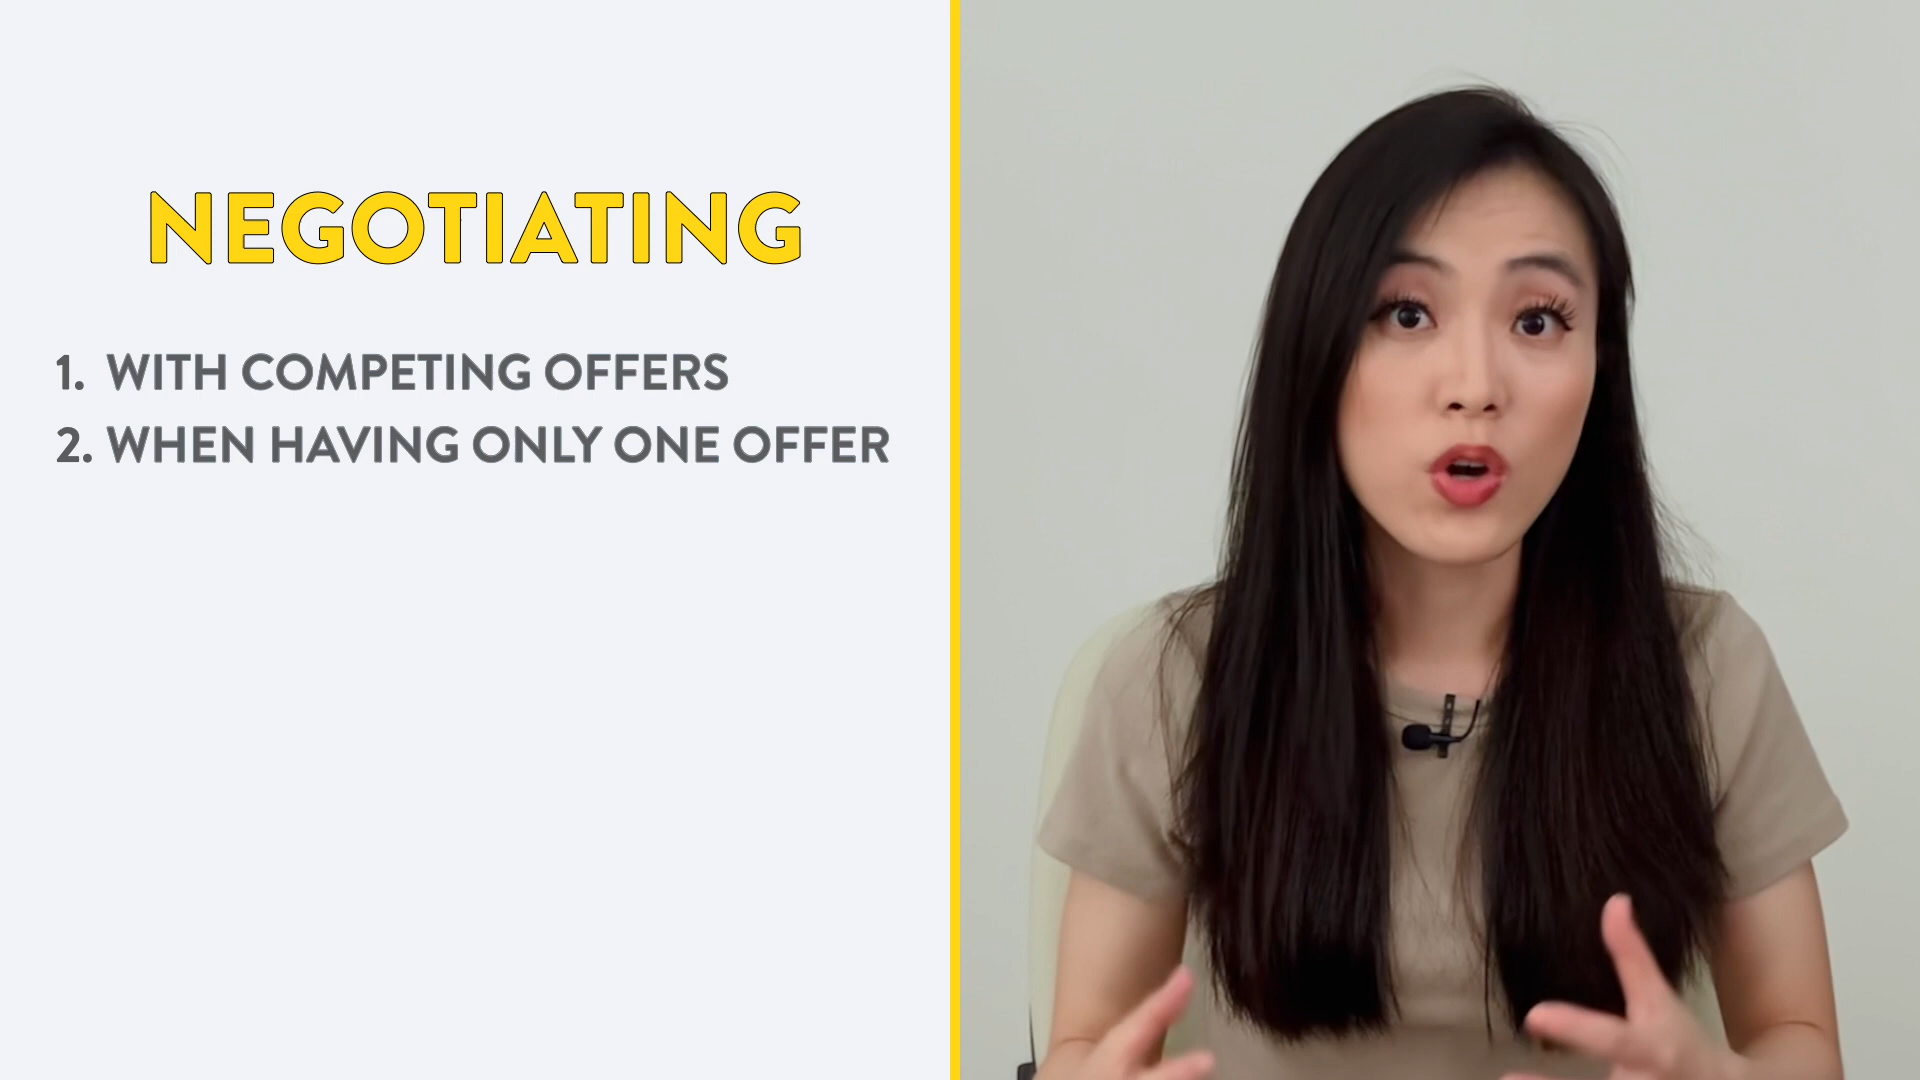 NEGOTIATING
1. WITH COMPETING OFFERS
2. WHEN HAVING ONLY ONE OFFER